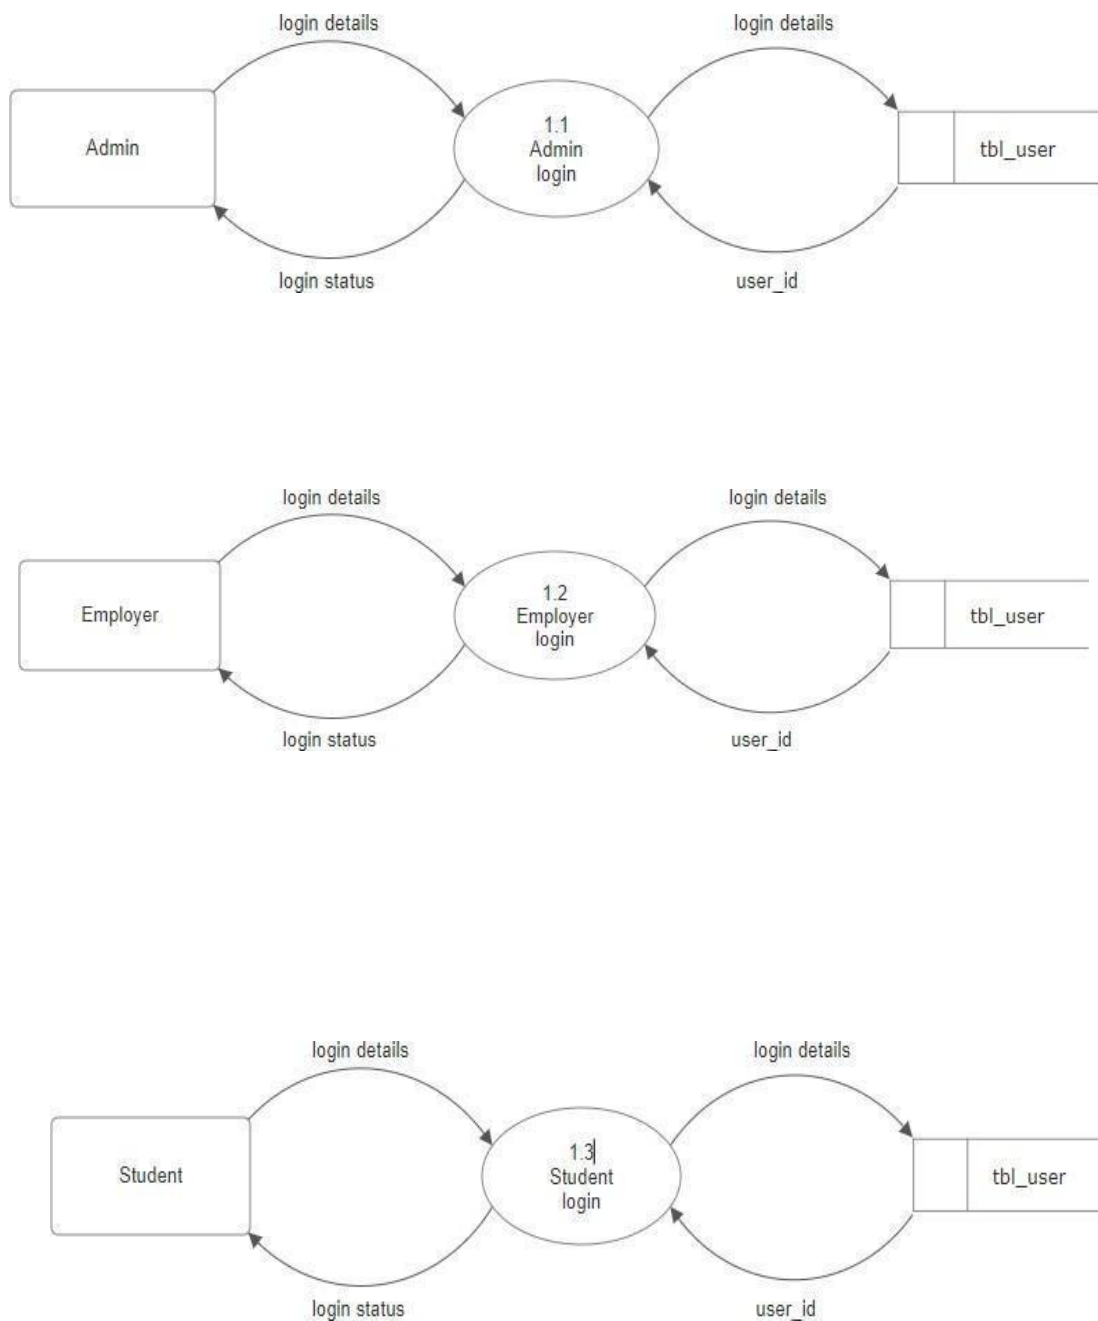 login details
login details
Admin
1.1
Admin
login
tbl_user
login status
user_id
login details
login details
Employer
1.2
Employer
login
tbl_user
login status
user_id
login details
login details
Student
1.3
Student
login
tbl_user
login status
user_id